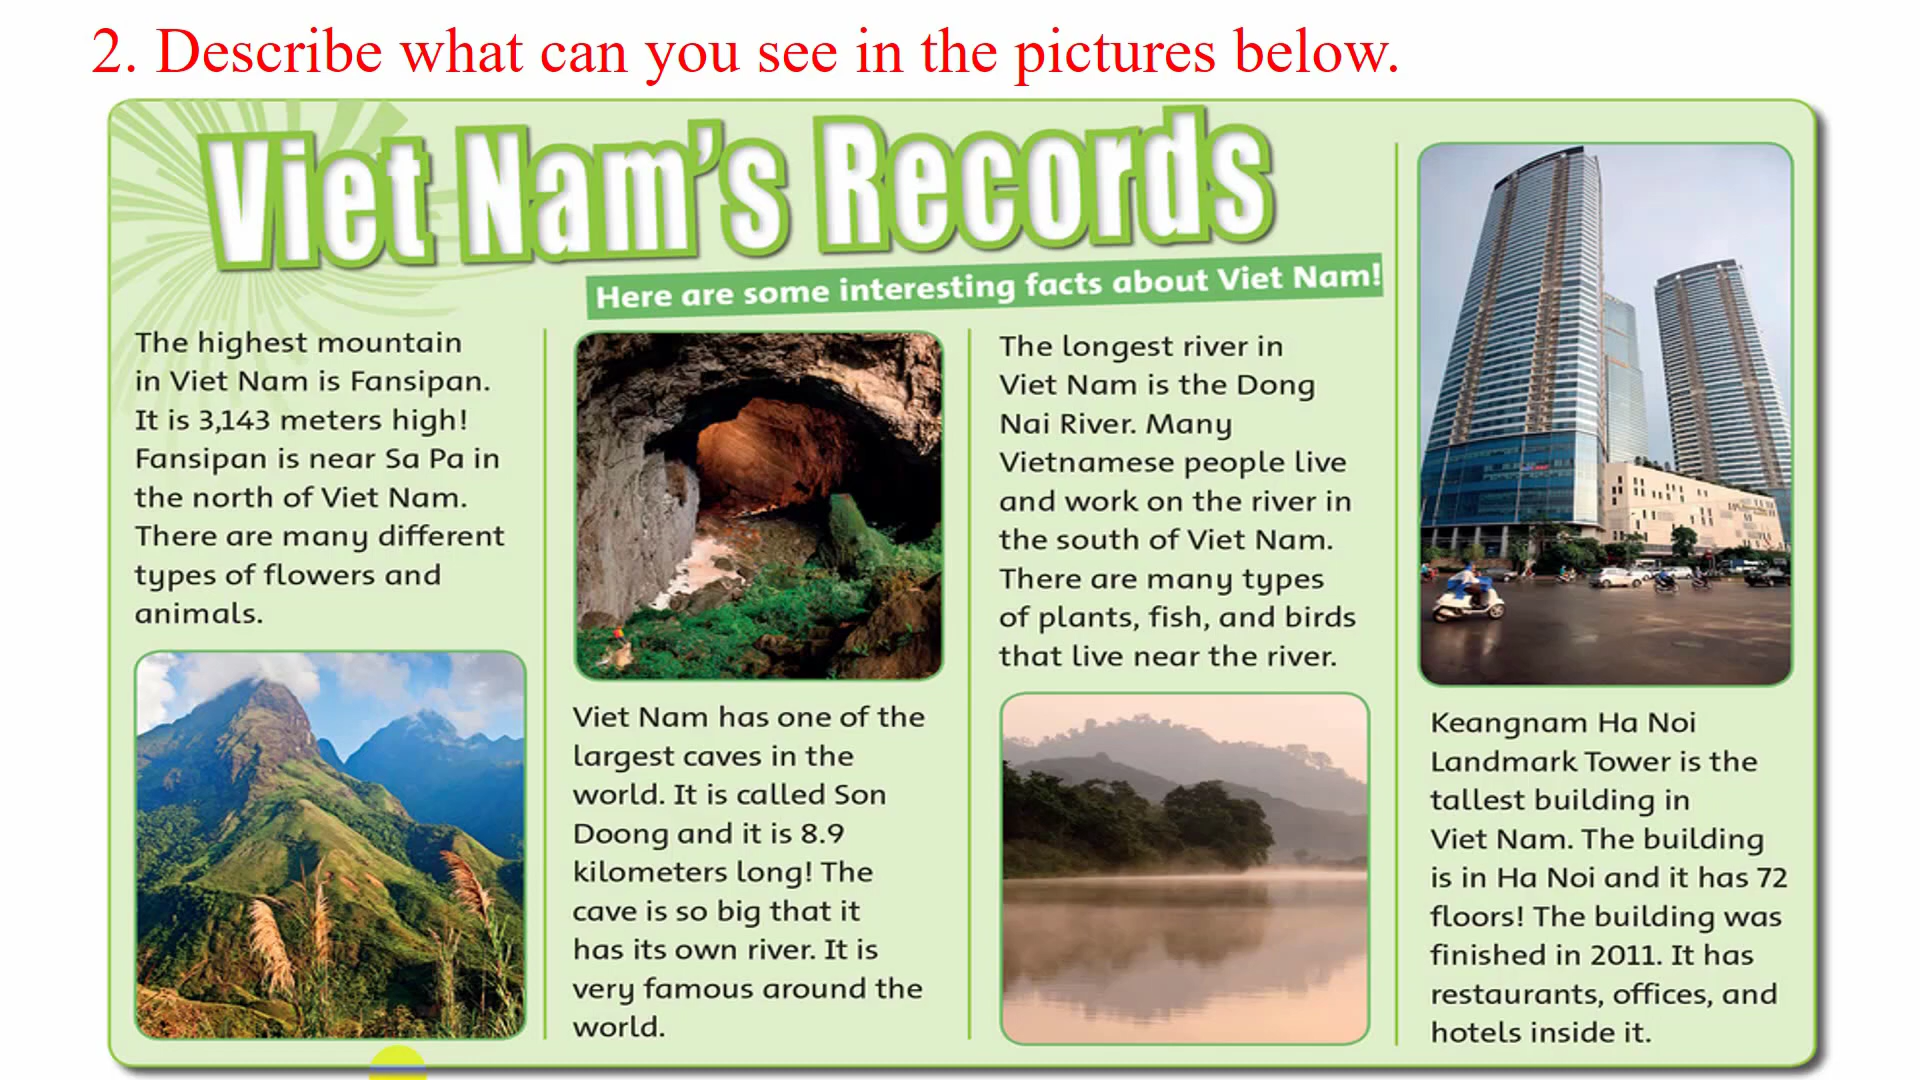 2. Describe what can you see in the pictures below.
Viet Nam's Records
Here are some interesting facts about Viet Nam!
The highest mountain
in Viet Nam is Fansipan.
It is 3,143 meters high!
Fansipan is near Sa Pa in
the north of Viet Nam.
There are many different
types of flowers and
animals.
Viet Nam has one of the
largest caves in the
world. It is called Son
Doong and it is 8.9
kilometers long! The
cave is so big that it
has its own river. It is
very famous around the
world.
The longest river in
Viet Nam is the Dong
Nai River. Many
Vietnamese people live
and work on the river in
the south of Viet Nam.
There are many types
of plants, fish, and birds
that live near the river.
Keangnam Ha Noi
Landmark Tower is the
tallest building in
Viet Nam. The building
is in Ha Noi and it has 72
floors! The building was
finished in 2011. It has
restaurants, offices, and
hotels inside it.